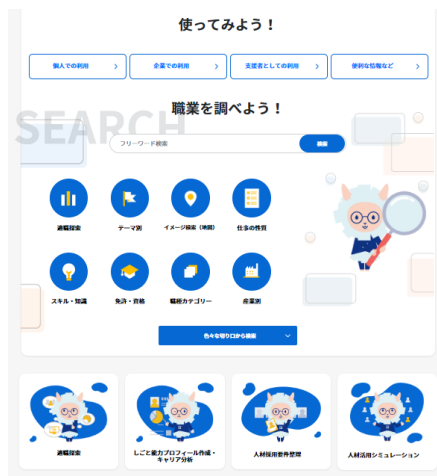 使ってみよう！
個人での利用
企業での利用
支援者としての利用
便利な情報など
SEARCH
職業を調べよう！
フリーワード検索
検索
適職探索
テーマ別
イメージ検索（地図）
仕事の性質
スキル・知識
免許・資格
職種カテゴリー
産業別
色々な切り口から検索
適職探索
しごと能力プロフィール作成・
キャリア分析
人材採用要件整理
人材活用シミュレーション